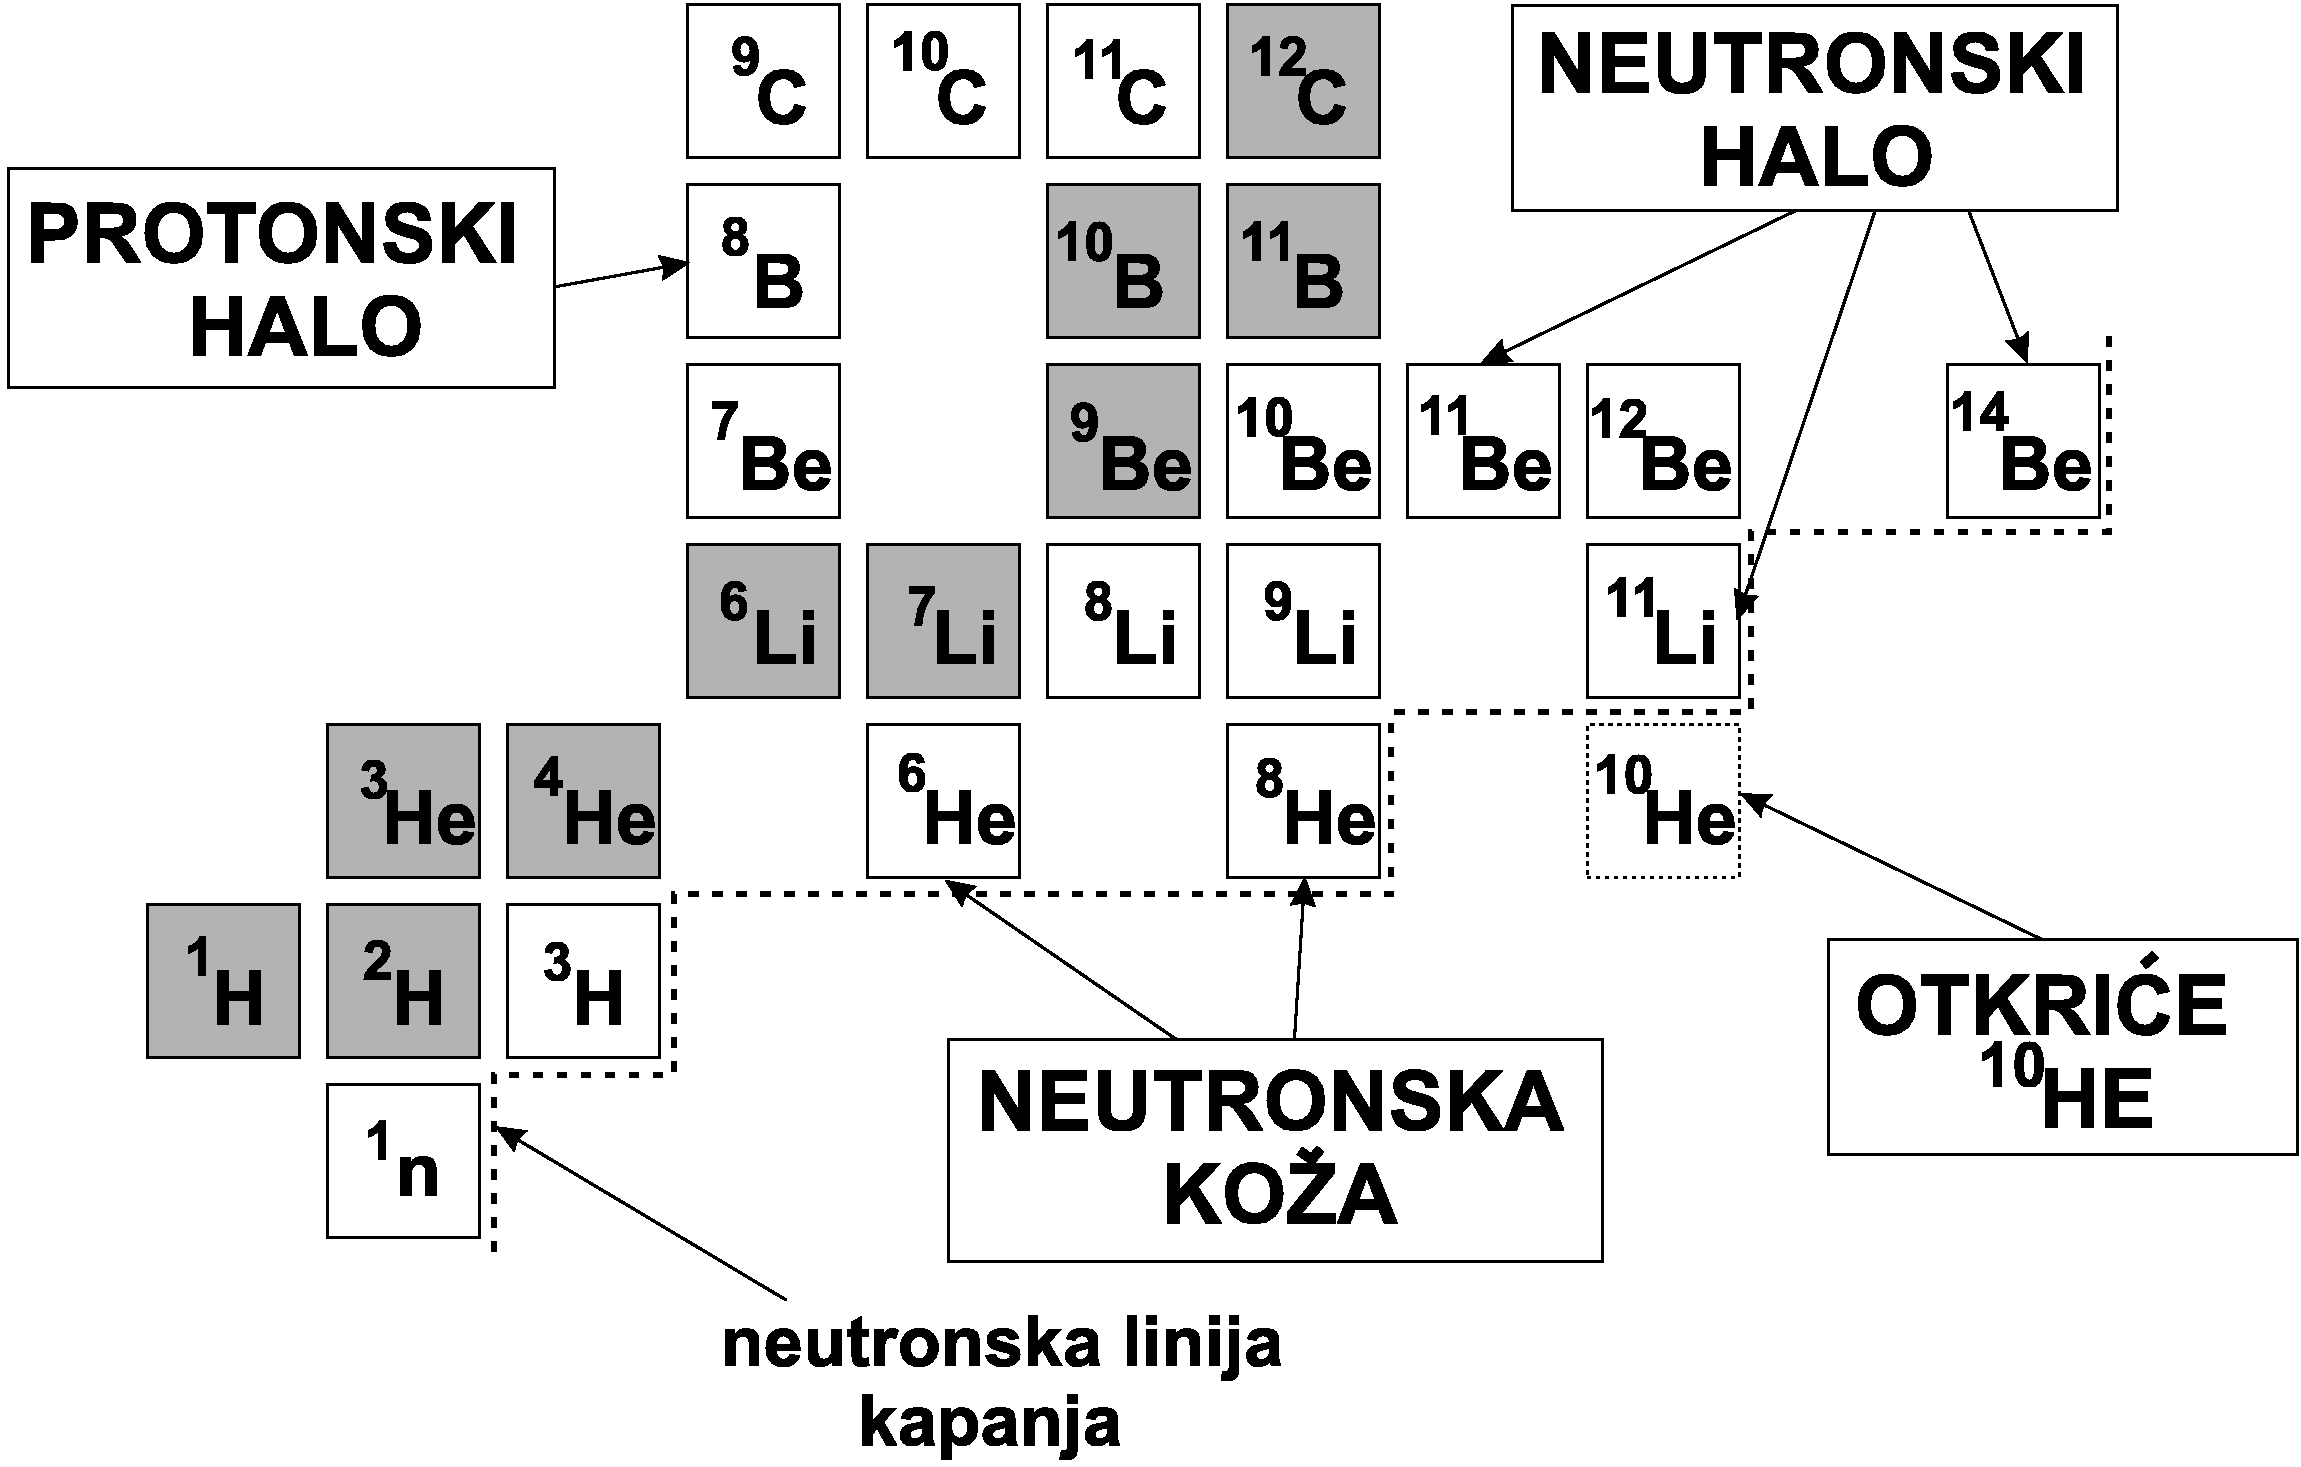 ⁹C ¹⁰C ¹¹C ¹²C
NEUTRONSKI
HALO
PROTONSKI
HALO
⁸B ¹⁰B ¹¹B
⁷Be ⁹Be ¹⁰Be ¹¹Be ¹²Be ¹⁴Be
⁶Li ⁷Li ⁸Li ⁹Li ¹¹Li
³He ⁴He ⁶He ⁸He ¹⁰He
¹H ²H ³H
OTKRIĆE
¹⁰HE
¹n
NEUTRONSKA
KOŽA
neutronska linija
kapanja